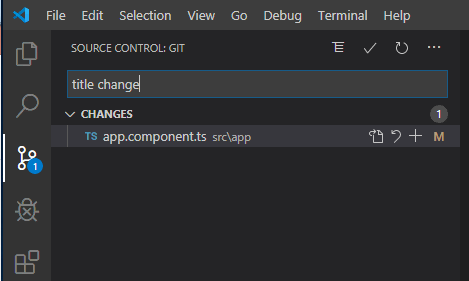 File Edit Selection View Go Debug Terminal Help
SOURCE CONTROL: GIT
title change
CHANGES 1
TS app.component.ts src\app M
1